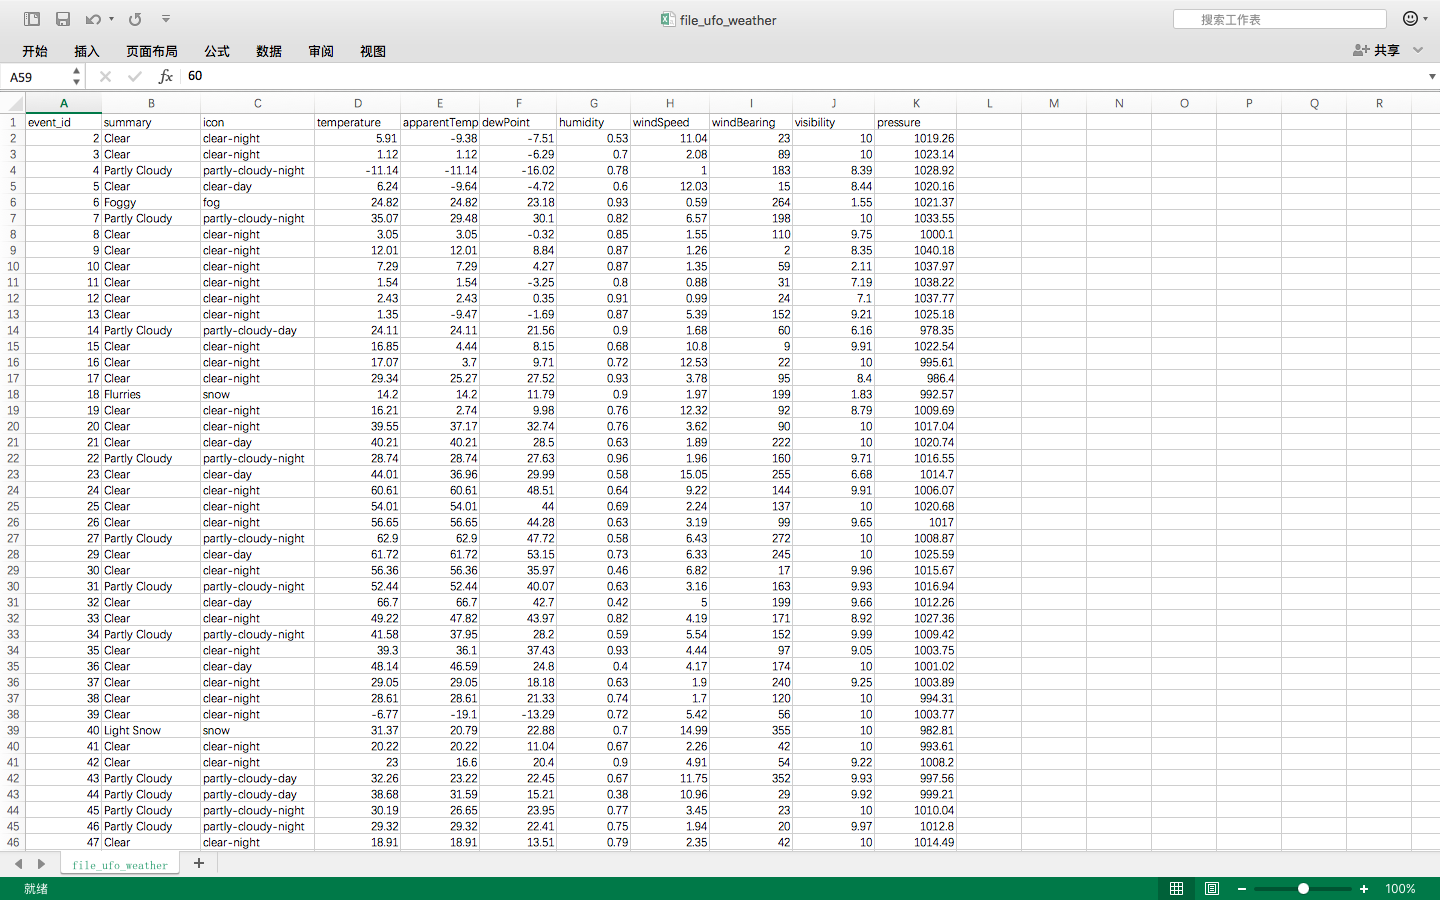 file_ufo_weather
搜索工作表
开始 插入 页面布局 公式 数据 审阅 视图
共享
A59 fx 60
A B C D E F G H I J K L M N O P Q R
1 event_id summary icon temperature apparentTemp dewPoint humidity windSpeed windBearing visibility pressure
2 2 Clear clear-night 5.91 -9.38 -7.51 0.53 11.04 23 10 1019.26
3 3 Clear clear-night 1.12 1.12 -6.29 0.7 2.08 89 10 1023.14
4 4 Partly Cloudy partly-cloudy-night -11.14 -11.14 -16.02 0.78 1 183 8.39 1028.92
5 5 Clear clear-day 6.24 -9.64 -4.72 0.6 12.03 15 8.44 1020.16
6 6 Foggy fog 24.82 24.82 23.18 0.93 0.59 264 1.55 1021.37
7 7 Partly Cloudy partly-cloudy-night 35.07 29.48 30.1 0.82 6.57 198 10 1033.55
8 8 Clear clear-night 3.05 3.05 -0.32 0.85 1.55 110 9.75 1000.1
9 9 Clear clear-night 12.01 12.01 8.84 0.87 1.26 2 8.35 1040.18
10 10 Clear clear-night 7.29 7.29 4.27 0.87 1.35 59 2.11 1037.97
11 11 Clear clear-night 1.54 1.54 -3.25 0.8 0.88 31 7.19 1038.22
12 12 Clear clear-night 2.43 2.43 0.35 0.91 0.99 24 7.1 1037.77
13 13 Clear clear-night 1.35 -9.47 -1.69 0.87 5.39 152 9.21 1025.18
14 14 Partly Cloudy partly-cloudy-day 24.11 24.11 21.56 0.9 1.68 60 6.16 978.35
15 15 Clear clear-night 16.85 4.44 8.15 0.68 10.8 9 9.91 1022.54
16 16 Clear clear-night 17.07 3.7 9.71 0.72 12.53 22 10 995.61
17 17 Clear clear-night 29.34 25.27 27.52 0.93 3.78 95 8.4 986.4
18 18 Flurries snow 14.2 14.2 11.79 0.9 1.97 199 1.83 992.57
19 19 Clear clear-night 16.21 2.74 9.98 0.76 12.32 92 8.79 1009.69
20 20 Clear clear-night 39.55 37.17 32.74 0.76 3.62 90 10 1017.04
21 21 Clear clear-day 40.21 40.21 28.5 0.63 1.89 222 10 1020.74
22 22 Partly Cloudy partly-cloudy-night 28.74 28.74 27.63 0.96 1.96 160 9.71 1016.55
23 23 Clear clear-day 44.01 36.96 29.99 0.58 15.05 255 6.68 1014.7
24 24 Clear clear-night 60.61 60.61 48.51 0.64 9.22 144 9.91 1006.07
25 25 Clear clear-night 54.01 54.01 44 0.69 2.24 137 10 1020.68
26 26 Clear clear-night 56.65 56.65 44.28 0.63 3.19 99 9.65 1017
27 27 Partly Cloudy partly-cloudy-night 62.9 62.9 47.72 0.58 6.43 272 10 1008.87
28 29 Clear clear-day 61.72 61.72 53.15 0.73 6.33 245 10 1025.59
29 30 Clear clear-night 56.36 56.36 35.97 0.46 6.82 17 9.96 1015.67
30 31 Partly Cloudy partly-cloudy-night 52.44 52.44 40.07 0.63 3.16 163 9.93 1016.94
31 32 Clear clear-day 66.7 66.7 42.7 0.42 5 199 9.66 1012.26
32 33 Clear clear-night 49.22 47.82 43.97 0.82 4.19 171 8.92 1027.36
33 34 Partly Cloudy partly-cloudy-night 41.58 37.95 28.2 0.59 5.54 152 9.99 1009.42
34 35 Clear clear-night 39.3 36.1 37.43 0.93 4.44 97 9.05 1003.75
35 36 Clear clear-day 48.14 46.59 24.8 0.4 4.17 174 10 1001.02
36 37 Clear clear-night 29.05 29.05 18.18 0.63 1.9 240 9.25 1003.89
37 38 Clear clear-night 28.61 28.61 21.33 0.74 1.7 120 10 994.31
38 39 Clear clear-night -6.77 -19.1 -13.29 0.72 5.42 56 10 1003.77
39 40 Light Snow snow 31.37 20.79 22.88 0.7 14.99 355 10 982.81
40 41 Clear clear-night 20.22 20.22 11.04 0.67 2.26 42 10 993.61
41 42 Clear clear-night 23 16.6 20.4 0.9 4.91 54 9.22 1008.2
42 43 Partly Cloudy partly-cloudy-day 32.26 23.22 22.45 0.67 11.75 352 9.93 997.56
43 44 Partly Cloudy partly-cloudy-day 38.68 31.59 15.21 0.38 10.96 29 9.92 999.21
44 45 Partly Cloudy partly-cloudy-night 30.19 26.65 23.95 0.77 3.45 23 10 1010.04
45 46 Partly Cloudy partly-cloudy-night 29.32 29.32 22.41 0.75 1.94 20 9.97 1012.8
46 47 Clear clear-night 18.91 18.91 13.51 0.79 2.35 42 10 1014.49
file_ufo_weather
就绪 100%